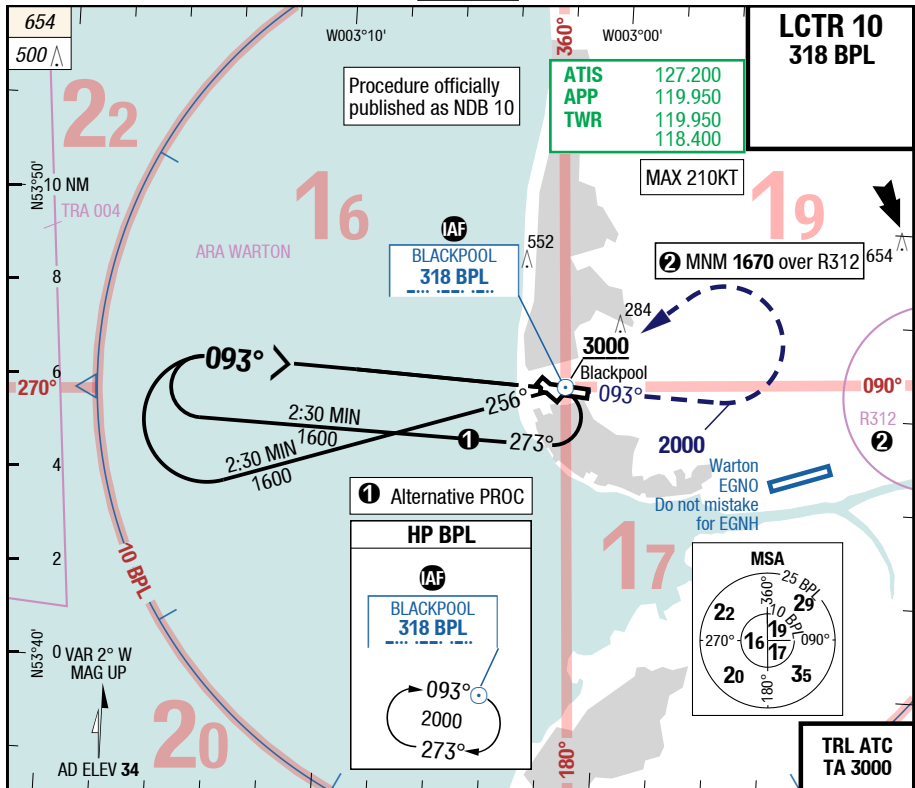 654
500
W003°10'
360°
W003°00'
LCTR 10
318 BPL
Procedure officially
published as NDB 10
ATIS 127.200
APP 119.950
TWR 119.950
118.400
22
MAX 210KT
N53°50'
10 NM
TRA 004
16
19
ARA WARTON
IAF
BLACKPOOL
318 BPL
552
2 MNM 1670 over R312
654
8
284
6
093°
3000
Blackpool
270°
093°
090°
256°
2:30 MIN
1600
1
273°
R312
2
2000
4
2:30 MIN
1600
Warton
EGNO
Do not mistake
for EGNH
1 Alternative PROC
HP BPL
IAF
BLACKPOOL
318 BPL
093°
2000
273°
2
10 BPL
17
MSA
25 BPL
360°
22
29
10 BPL
19
270°
16
090°
17
20
35
180°
N53°40'
0
VAR 2° W
MAG UP
20
AD ELEV 34
180°
TRL ATC
TA 3000